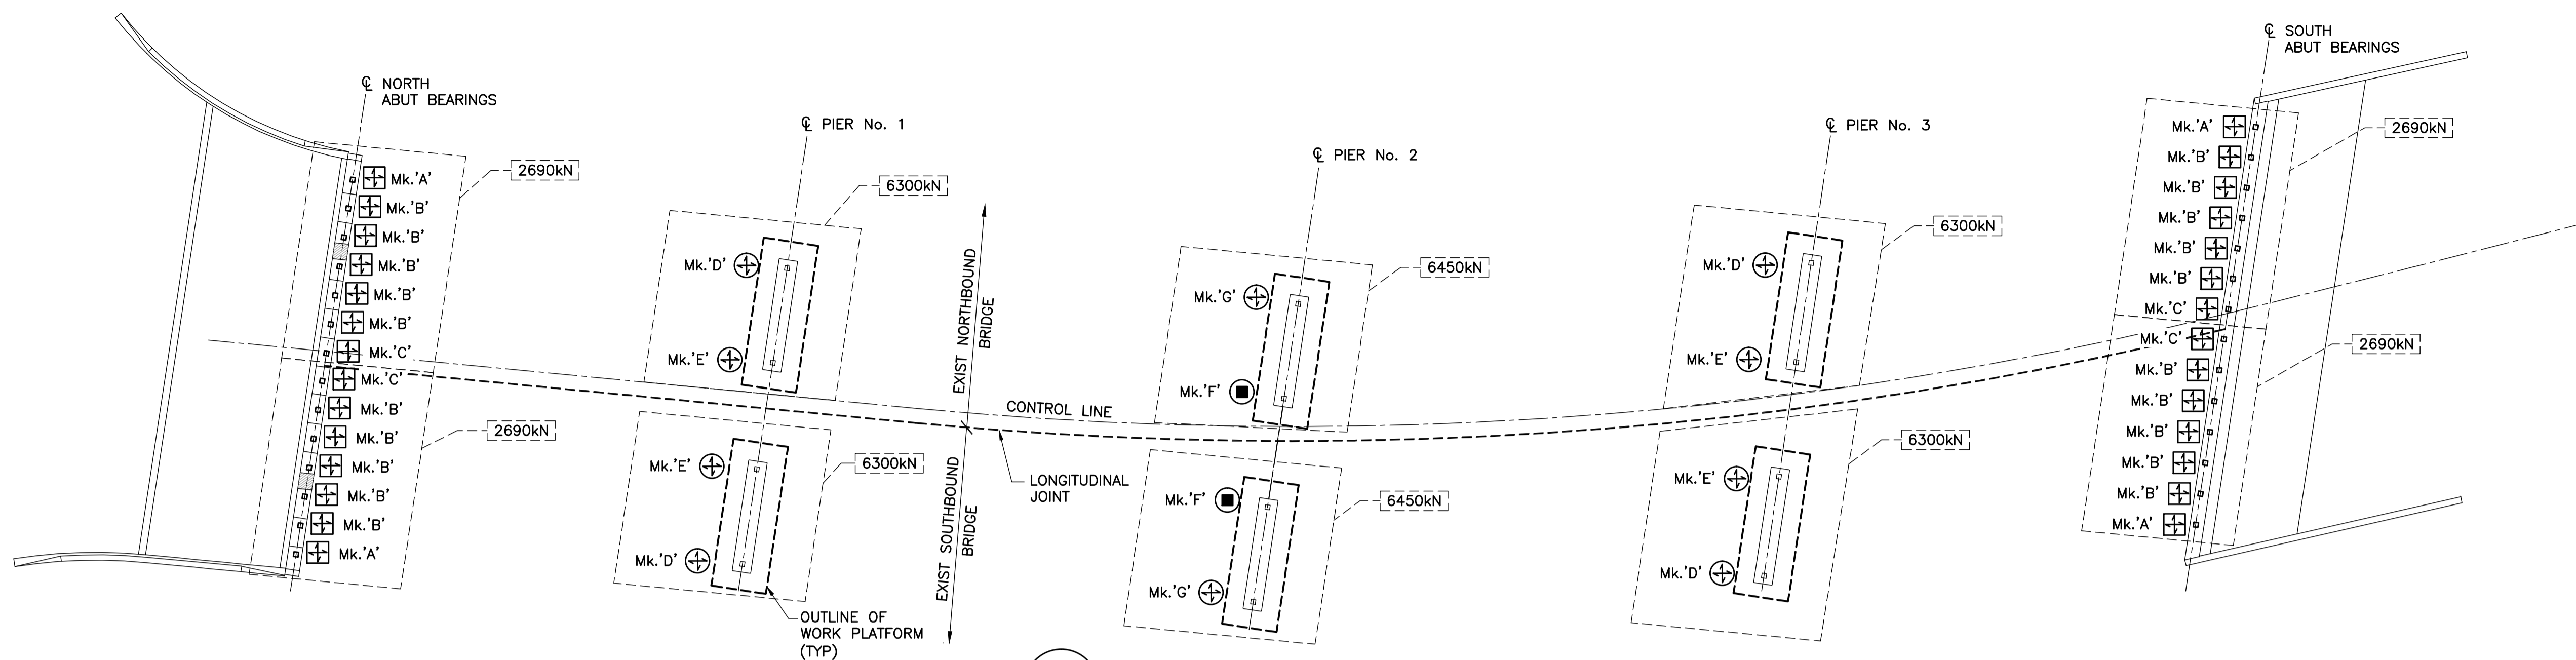 ℄ NORTH
ABUT BEARINGS
2690kN
Mk.'A'
Mk.'B'
Mk.'B'
Mk.'B'
Mk.'B'
Mk.'B'
Mk.'C'
Mk.'C'
Mk.'B'
Mk.'B'
Mk.'B'
Mk.'B'
Mk.'B'
Mk.'A'
2690kN
℄ PIER No. 1
6300kN
Mk.'D'
Mk.'E'
Mk.'E'
Mk.'D'
6300kN
OUTLINE OF
WORK PLATFORM
(TYP)
EXIST NORTHBOUND
BRIDGE
EXIST SOUTHBOUND
BRIDGE
CONTROL LINE
LONGITUDINAL
JOINT
℄ PIER No. 2
6450kN
Mk.'G'
Mk.'F'
Mk.'F'
Mk.'G'
6450kN
℄ PIER No. 3
6300kN
Mk.'D'
Mk.'E'
Mk.'E'
Mk.'D'
6300kN
℄ SOUTH
ABUT BEARINGS
2690kN
Mk.'A'
Mk.'B'
Mk.'B'
Mk.'B'
Mk.'B'
Mk.'B'
Mk.'C'
Mk.'C'
Mk.'B'
Mk.'B'
Mk.'B'
Mk.'B'
Mk.'B'
Mk.'A'
2690kN